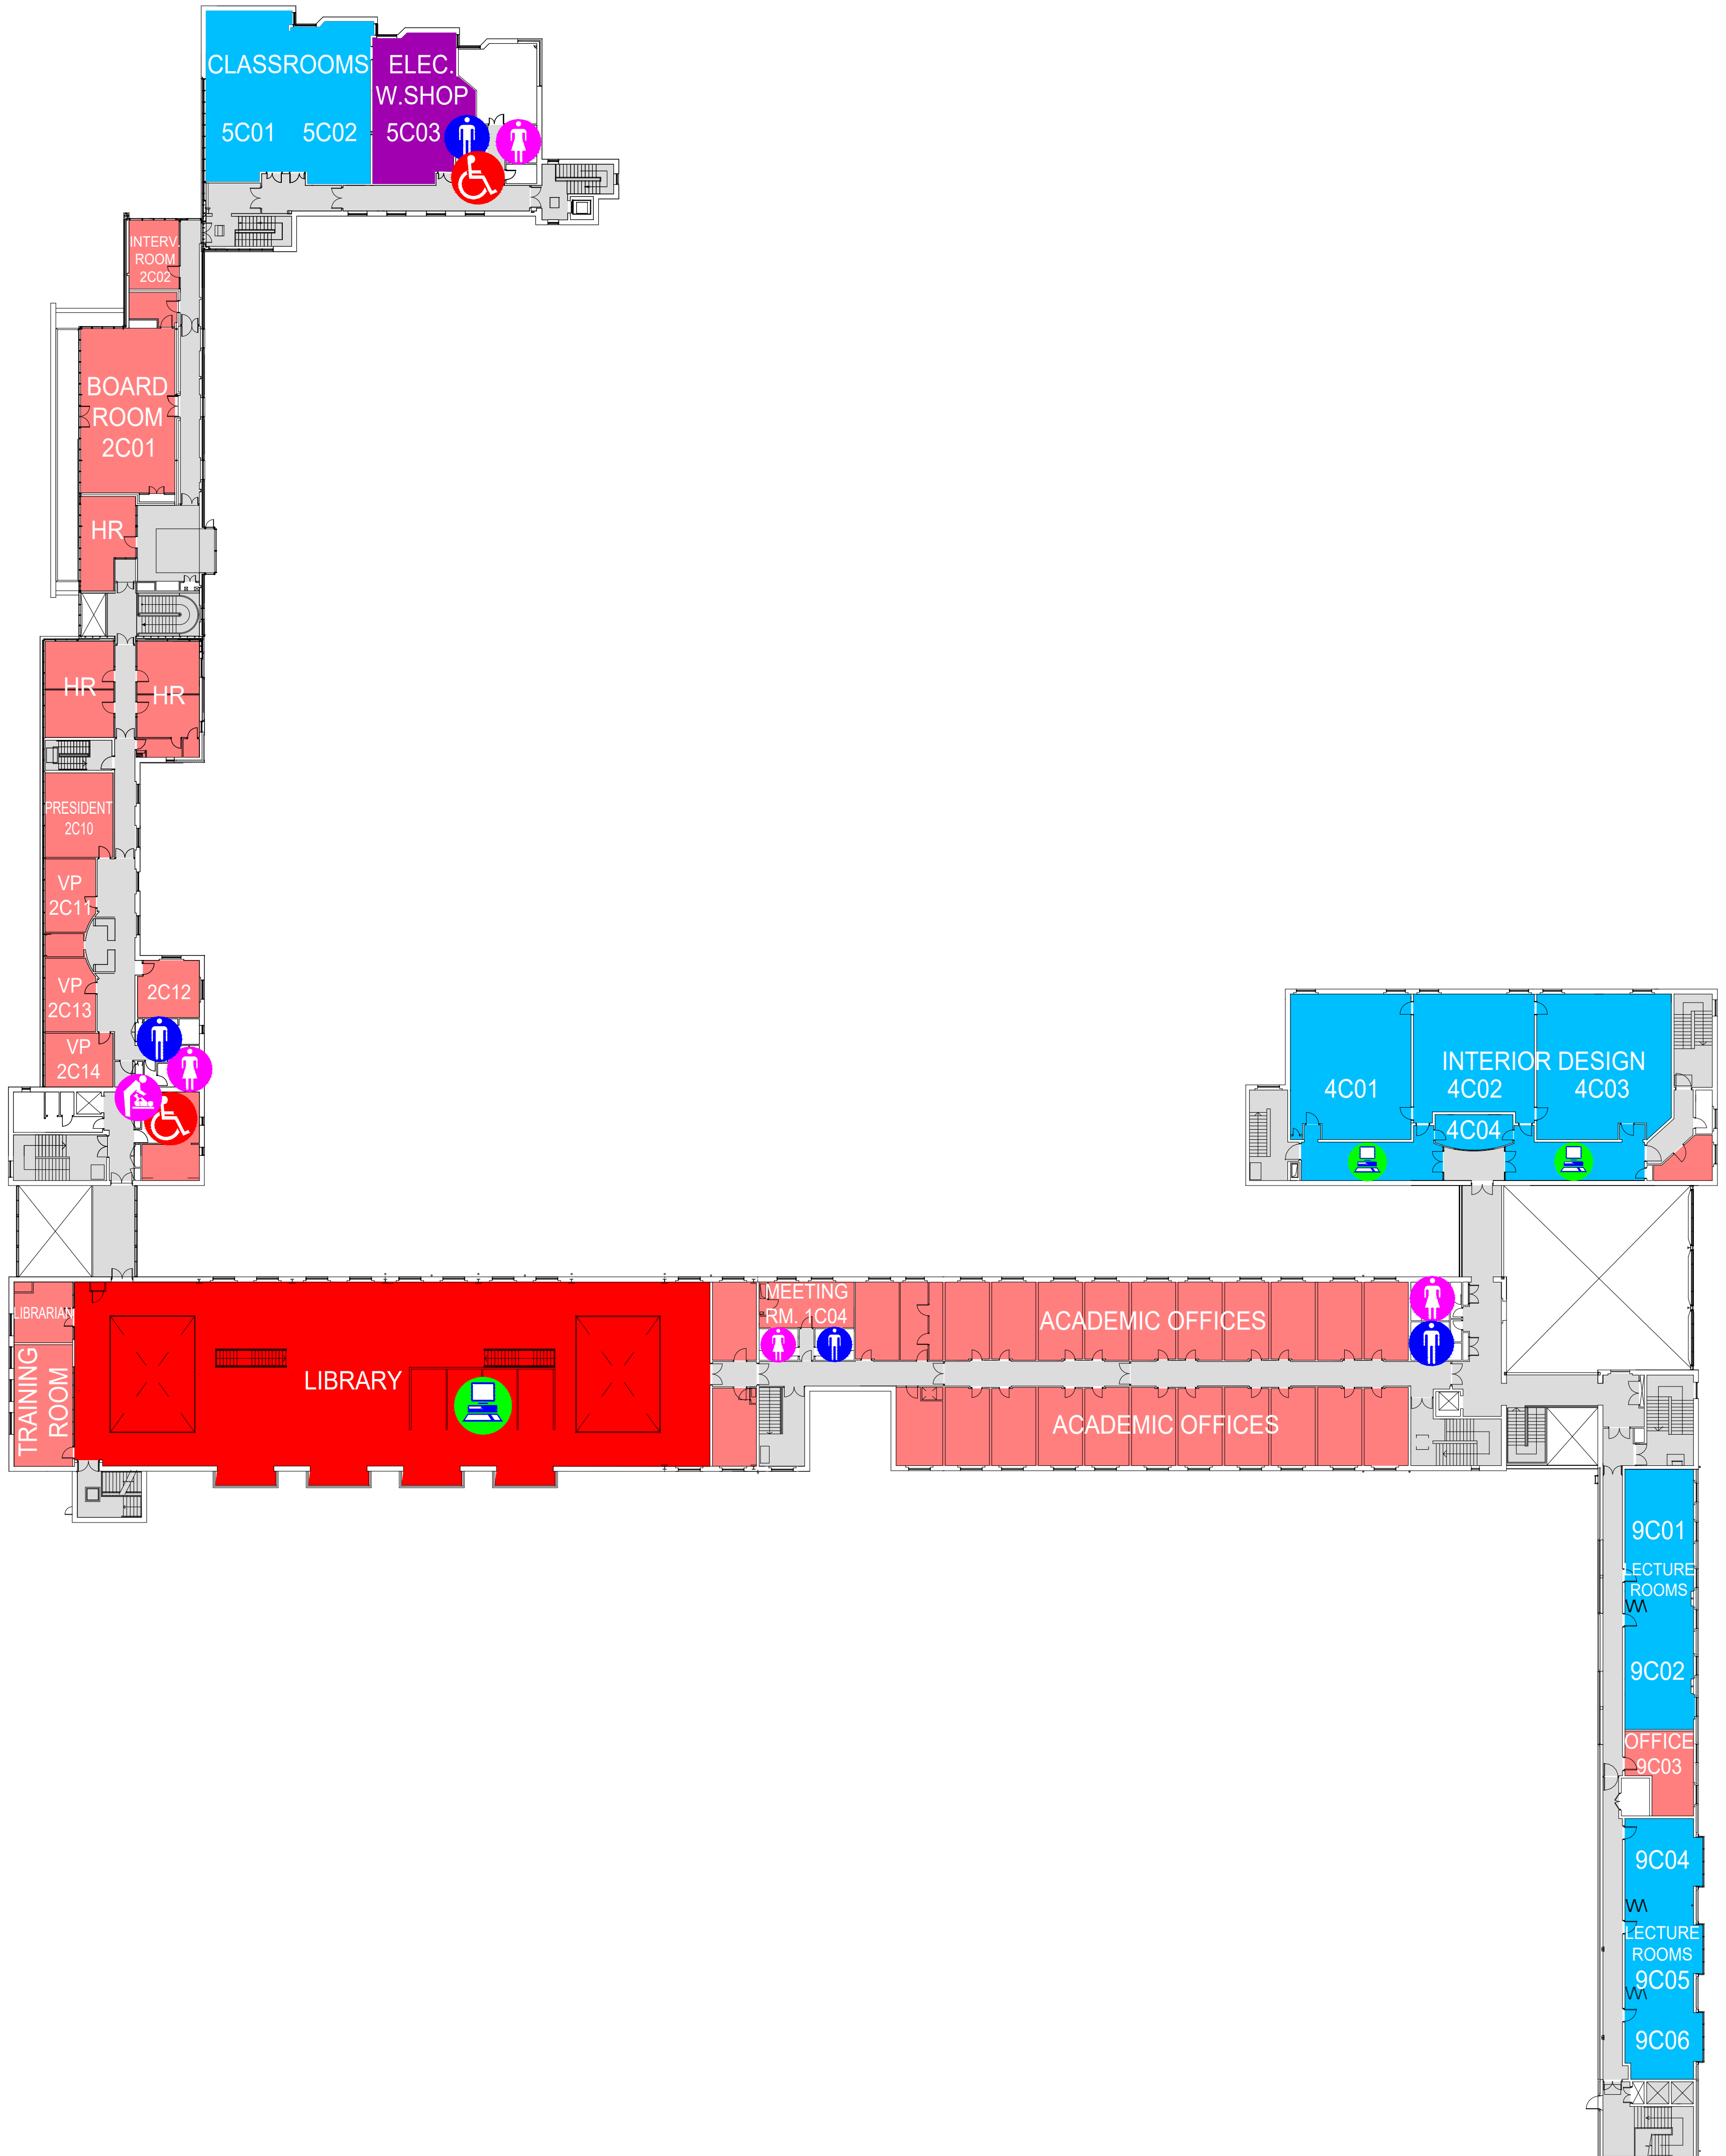 CLASSROOMS
5C01 5C02
ELEC.
W.SHOP
5C03
INTERV.
ROOM
2C02
BOARD
ROOM
2C01
HR
HR
HR
PRESIDENT
2C10
VP
2C11
VP
2C13
2C12
VP
2C14
INTERIOR DESIGN
4C01 4C02 4C03
4C04
LIBRARIAN
TRAINING
ROOM
LIBRARY
MEETING
RM. 1C04
ACADEMIC OFFICES
ACADEMIC OFFICES
9C01
LECTURE
ROOMS
9C02
OFFICE
9C03
9C04
LECTURE
ROOMS
9C05
9C06